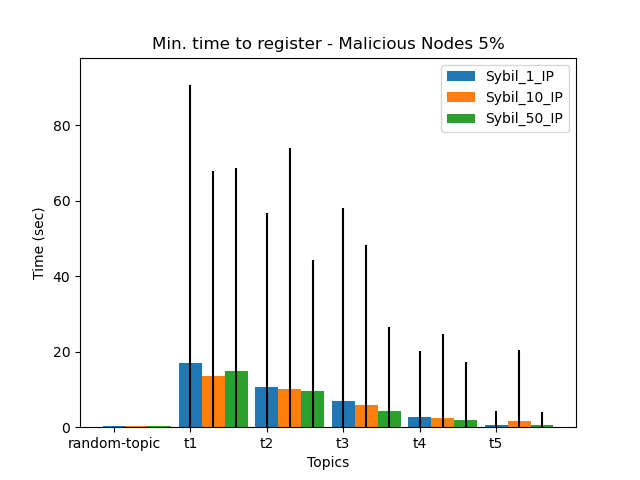 Min. time to register - Malicious Nodes 5%
Sybil_1_IP
Sybil_10_IP
Sybil_50_IP
80
60
40
20
0
Time (sec)
random-topic t1 t2 t3 t4 t5
Topics